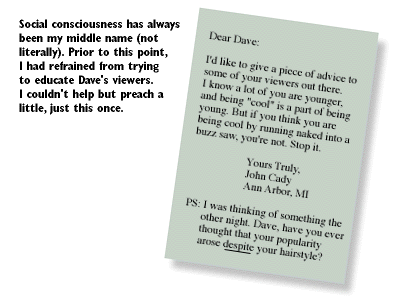 Social consciousness has always
been my middle name (not
literally). Prior to this point,
I had refrained from trying
to educate Dave's viewers.
I couldn't help but preach a
little, just this once.
Dear Dave:
I'd like to give a piece of advice to
some of your viewers out there.
I know a lot of you are younger,
and being "cool" is a part of being
young. But if you think you are
being cool by running naked into a
buzz saw, you're not. Stop it.
Yours Truly,
John Cady
Ann Arbor, MI
PS: I was thinking of something the
other night. Dave, have you ever
thought that your popularity
arose despite your hairstyle?